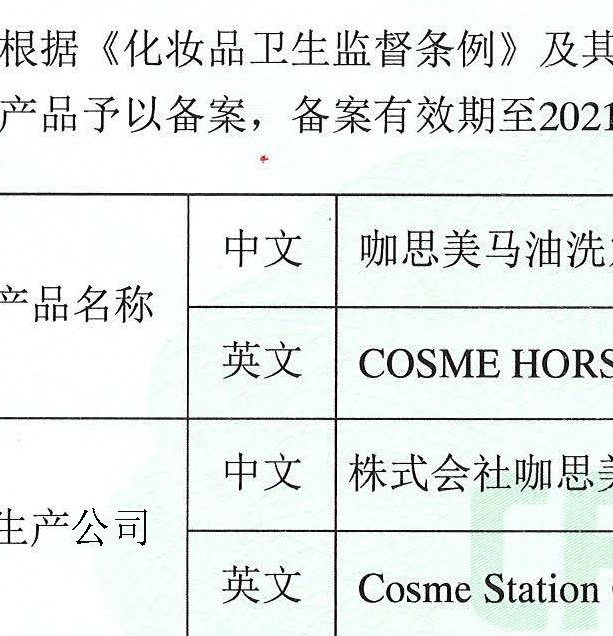 根据《化妆品卫生监督条例》及其
产品予以备案，备案有效期至2021
产品名称
中文
咖思美马油洗
英文
COSME HORS
生产公司
中文
株式会社咖思美
英文
Cosme Station